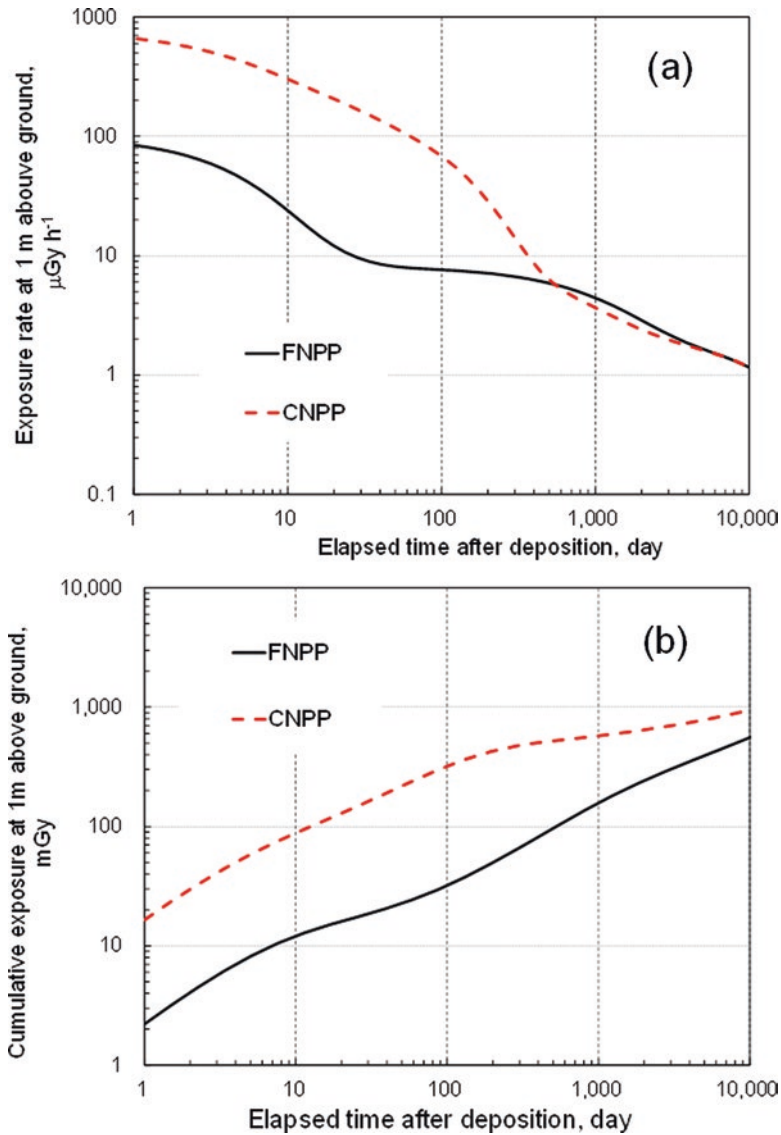 1000
(a)
100
Exposure rate at 1 m abouve ground,
μGy h-1
10
FNPP
1
CNPP
0.1
1
10
100
1,000
10,000
Elapsed time after deposition, day
10,000
FNPP
(b)
1,000
CNPP
Cumulative exposure at 1m above ground,
mGy
100
10
1
1
10
100
1,000
10,000
Elapsed time after deposition, day